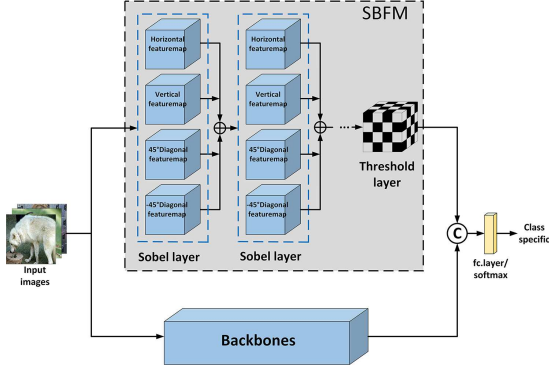 SBFM
Horizontal
featuremap
Horizontal
featuremap
Vertical
featuremap
Vertical
featuremap
45°Diagonal
featuremap
45°Diagonal
featuremap
-45°Diagonal
featuremap
-45°Diagonal
featuremap
Threshold
layer
Sobel layer
Sobel layer
Input
images
C
Class
specific
fc.layer/
softmax
Backbones